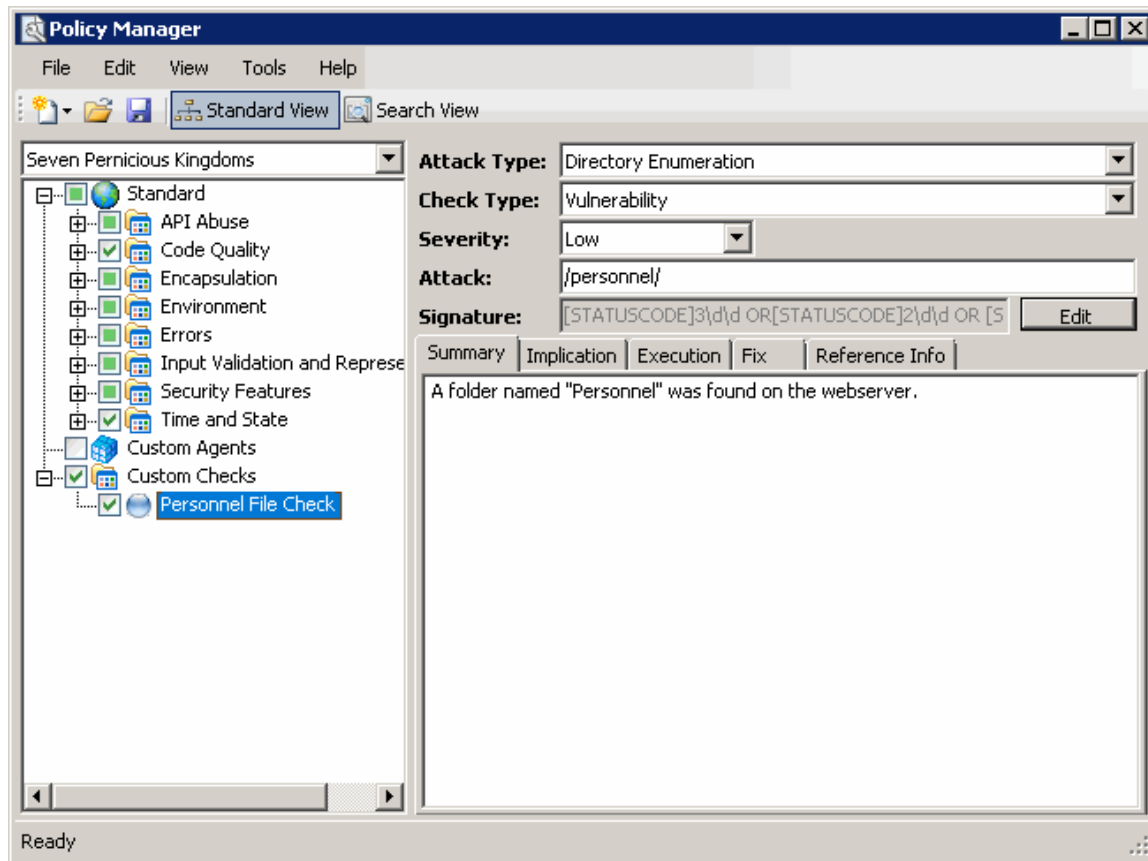 Policy Manager
File Edit View Tools Help
Standard View Search View
Seven Pernicious Kingdoms
Standard
API Abuse
Code Quality
Encapsulation
Environment
Errors
Input Validation and Represe
Security Features
Time and State
Custom Agents
Custom Checks
Personnel File Check
Attack Type: Directory Enumeration
Check Type: Vulnerability
Severity: Low
Attack: /personnel/
Signature: [STATUSCODE]3\d\d OR[STATUSCODE]2\d\d OR [S Edit
Summary Implication Execution Fix Reference Info
A folder named "Personnel" was found on the webserver.
Ready